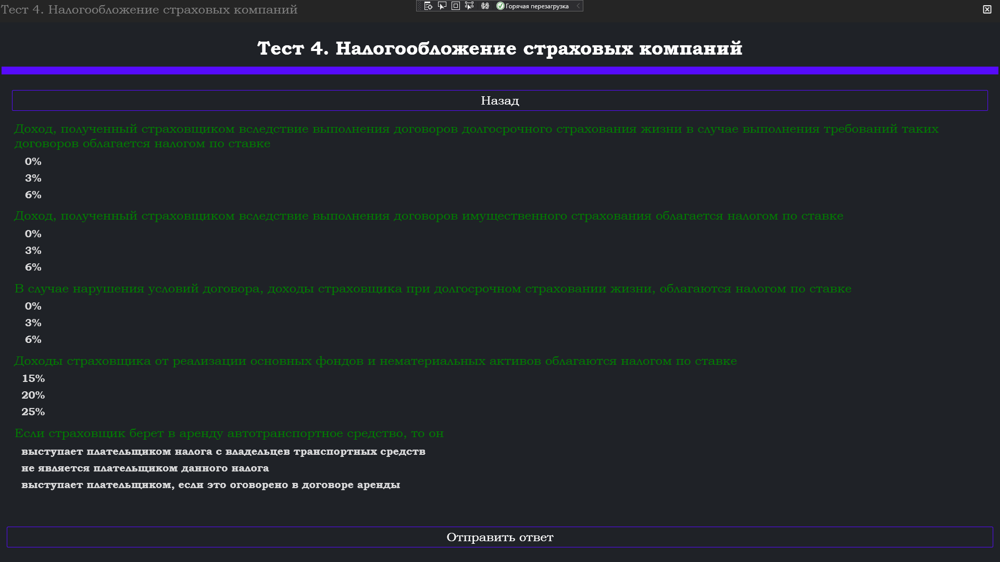 Тест 4. Налогообложение страховых компаний
Горячая перезагрузка
Тест 4. Налогообложение страховых компаний
Назад
Доход, полученный страховщиком вследствие выполнения договоров долгосрочного страхования жизни в случае выполнения требований таких
договоров облагается налогом по ставке
0%
3%
6%
Доход, полученный страховщиком вследствие выполнения договоров имущественного страхования облагается налогом по ставке
0%
3%
6%
В случае нарушения условий договора, доходы страховщика при долгосрочном страховании жизни, облагаются налогом по ставке
0%
3%
6%
Доходы страховщика от реализации основных фондов и нематериальных активов облагаются налогом по ставке
15%
20%
25%
Если страховщик берет в аренду автотранспортное средство, то он
выступает плательщиком налога с владельцев транспортных средств
не является плательщиком данного налога
выступает плательщиком, если это оговорено в договоре аренды
Отправить ответ